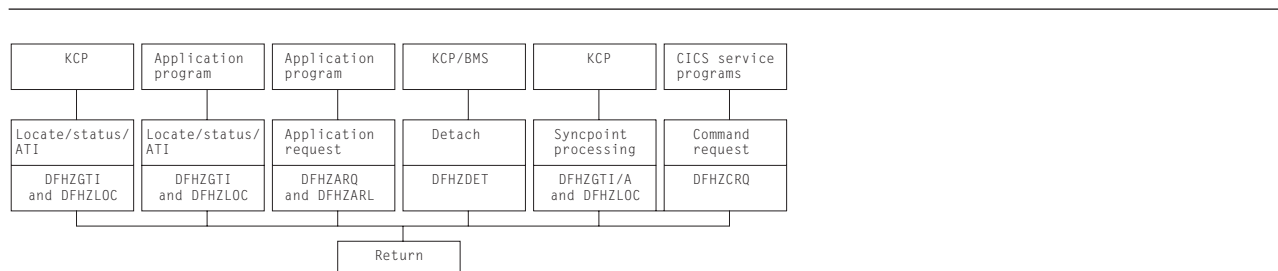 KCP
Application
program
Application
program
KCP/BMS
KCP
CICS service
programs
Locate/status/
ATI
Locate/status/
ATI
Application
request
Detach
Syncpoint
processing
Command
request
DFHZGTI
and DFHZLOC
DFHZGTI
and DFHZLOC
DFHZARQ
and DFHZARL
DFHZDET
DFHZGTI/A
and DFHZLOC
DFHZCRQ
Return